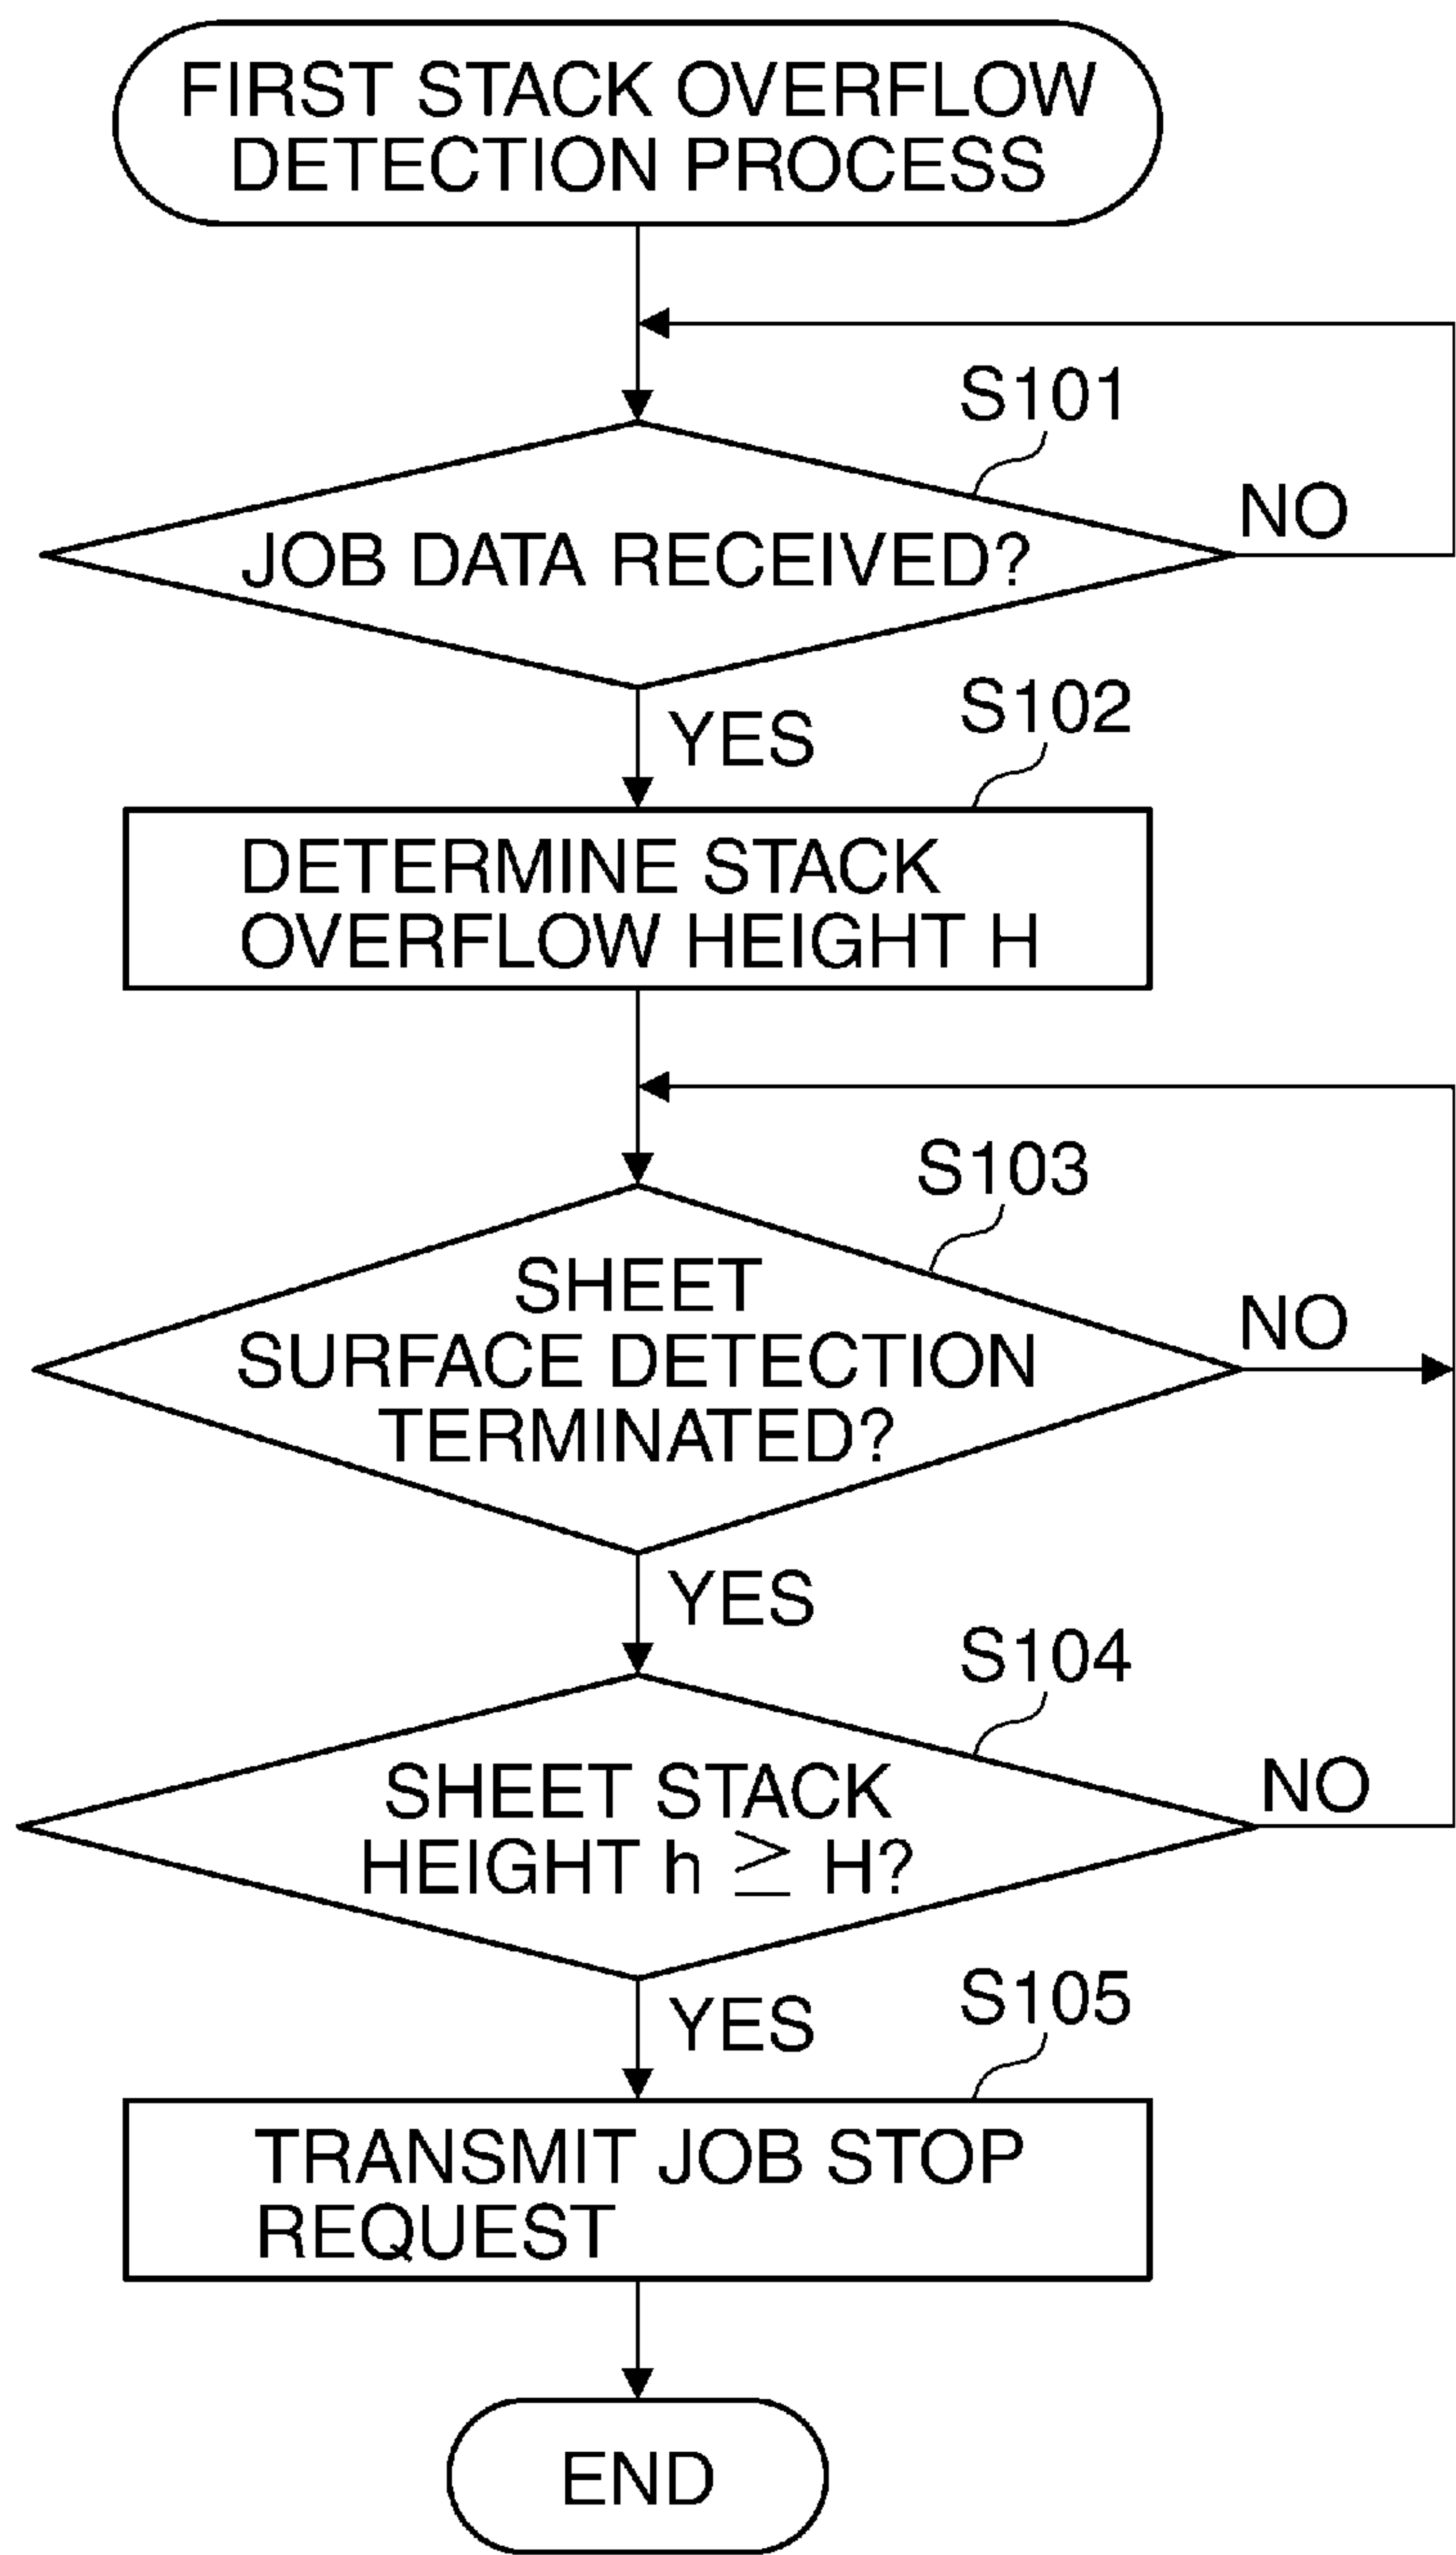 FIRST STACK OVERFLOW
DETECTION PROCESS
S101
JOB DATA RECEIVED?
NO
YES
S102
DETERMINE STACK
OVERFLOW HEIGHT H
S103
SHEET
SURFACE DETECTION
TERMINATED?
NO
YES
S104
SHEET STACK
HEIGHT h ≥ H?
NO
YES
S105
TRANSMIT JOB STOP
REQUEST
END